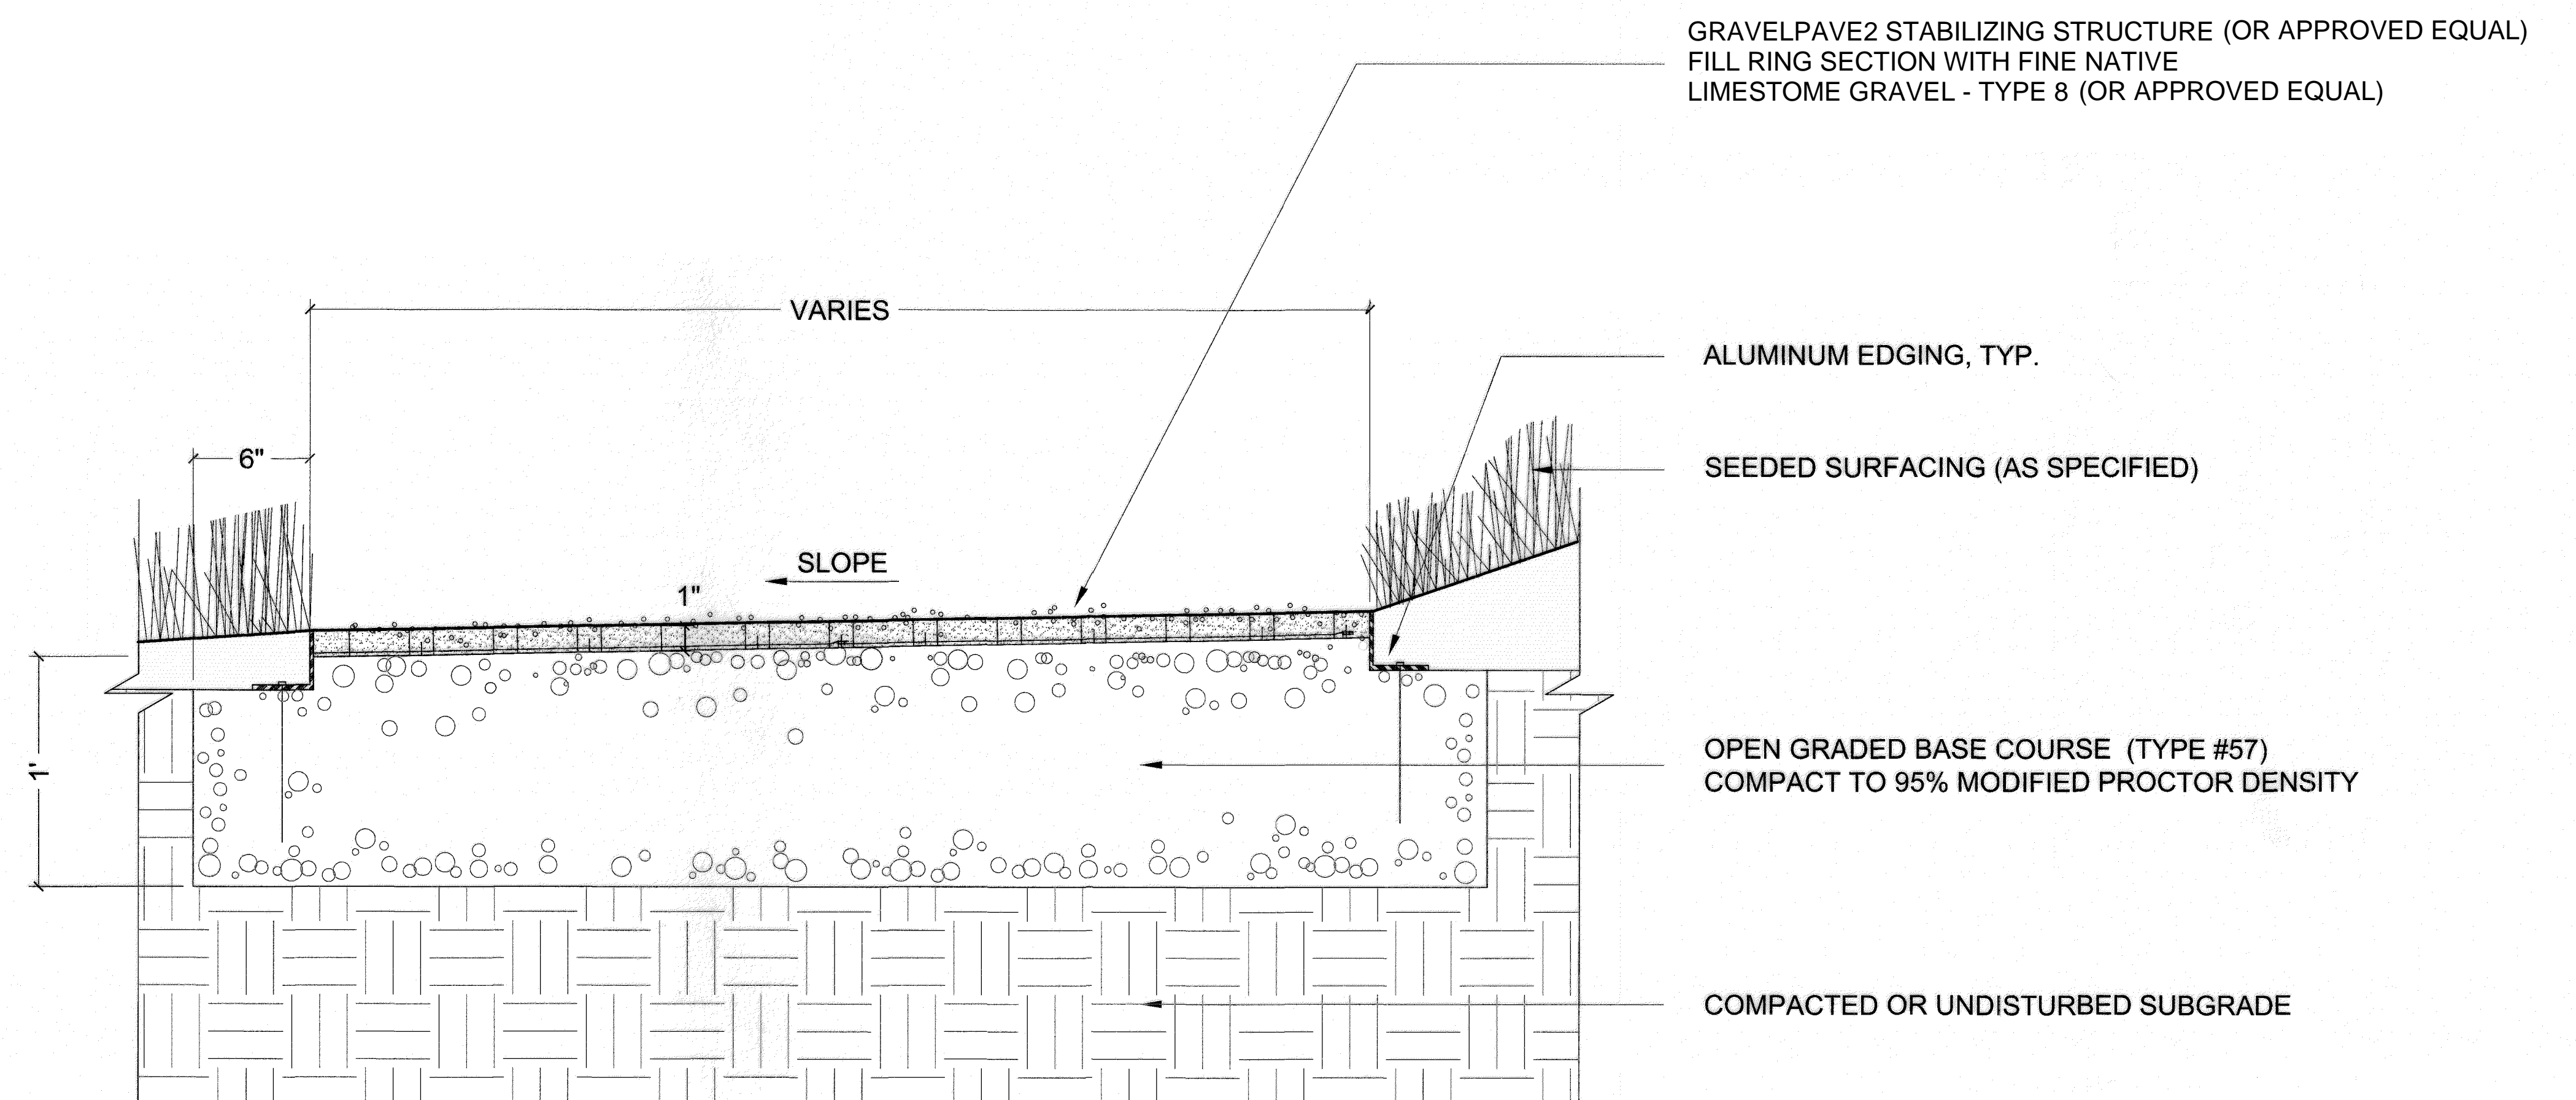 GRAVELPAVE2 STABILIZING STRUCTURE (OR APPROVED EQUAL)
FILL RING SECTION WITH FINE NATIVE
LIMESTOME GRAVEL - TYPE 8 (OR APPROVED EQUAL)
VARIES
ALUMINUM EDGING, TYP.
6"
SEEDED SURFACING (AS SPECIFIED)
SLOPE
1"
1'
OPEN GRADED BASE COURSE (TYPE #57)
COMPACT TO 95% MODIFIED PROCTOR DENSITY
COMPACTED OR UNDISTURBED SUBGRADE